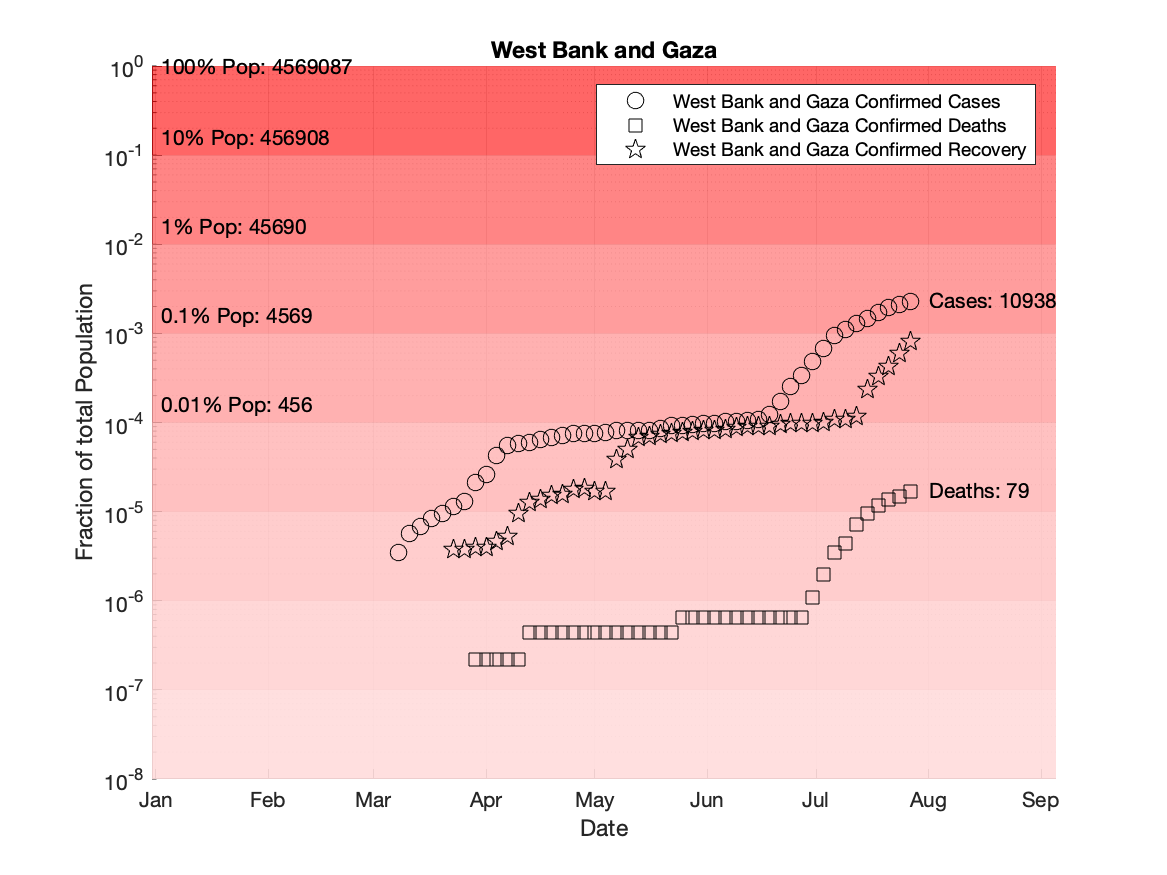 West Bank and Gaza
West Bank and Gaza Confirmed Cases
West Bank and Gaza Confirmed Deaths
West Bank and Gaza Confirmed Recovery
10^0
10^-1
10^-2
10^-3
10^-4
10^-5
10^-6
10^-7
10^-8
Fraction of total Population
100% Pop: 4569087
10% Pop: 456908
1% Pop: 45690
0.1% Pop: 4569
0.01% Pop: 456
Cases: 10938
Deaths: 79
Jan Feb Mar Apr May Jun Jul Aug Sep
Date